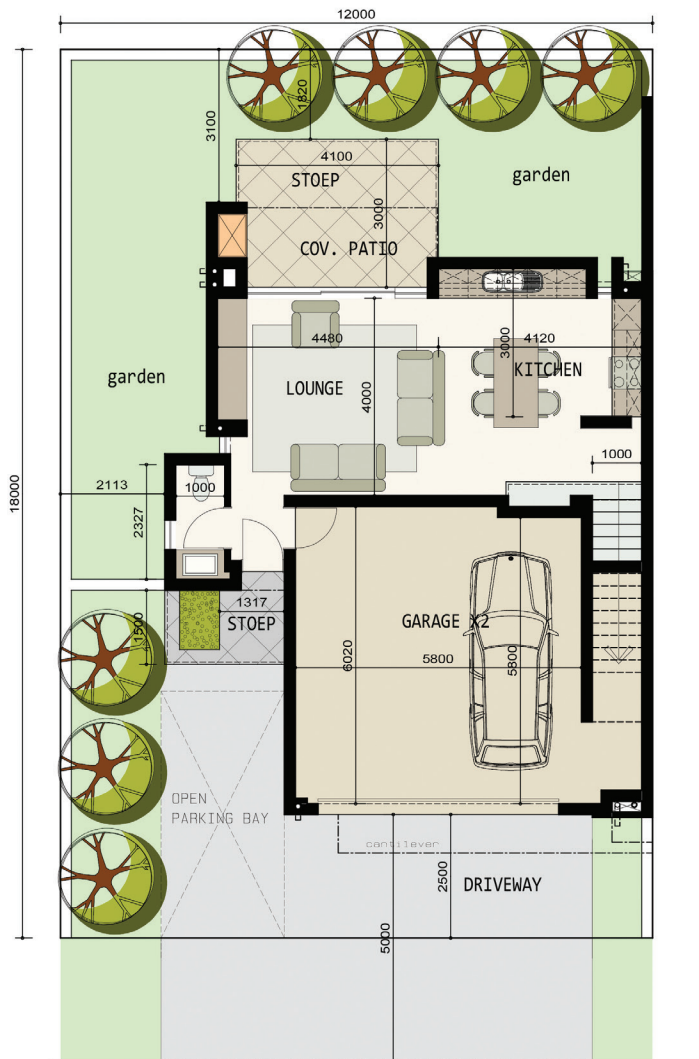 12000
1820
3100
4100
STOEP
garden
3000
COV. PATIO
4480
3000
4120
KITCHEN
garden
LOUNGE
4000
1000
18000
2113
1000
2327
1317
STOEP
1500
GARAGE X2
6020
5800
5800
OPEN
PARKING BAY
cantilever
2500
DRIVEWAY
5000